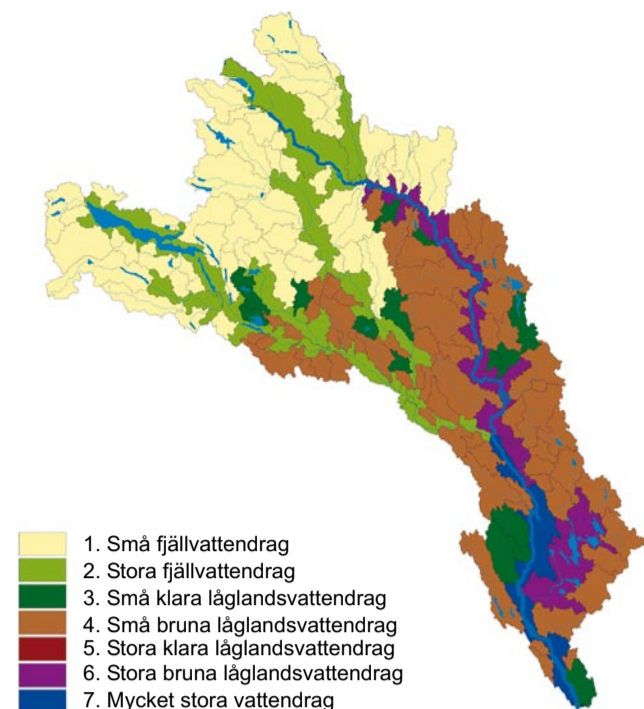 1. Små fjällvattendrag
2. Stora fjällvattendrag
3. Små klara låglandsvattendrag
4. Små bruna låglandsvattendrag
5. Stora klara låglandsvattendrag
6. Stora bruna låglandsvattendrag
7. Mycket stora vattendrag